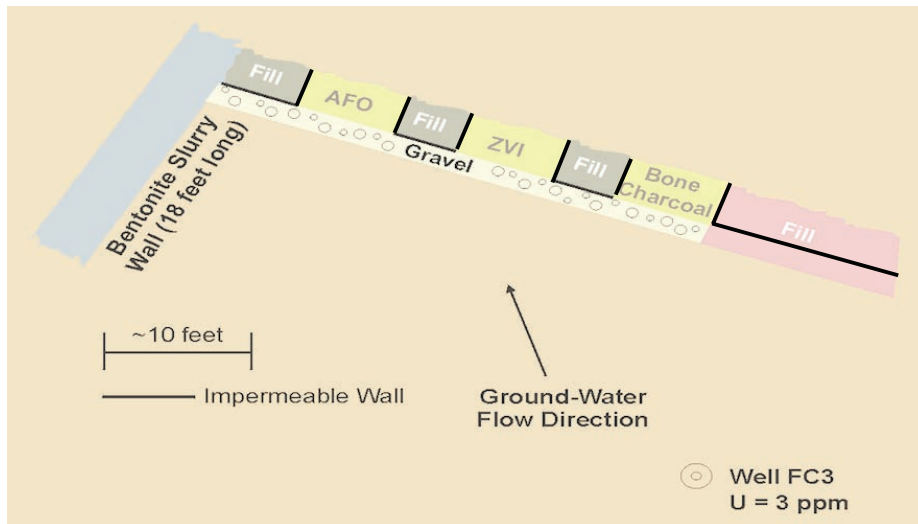 Fill
AFO
Fill
Gravel
ZVI
Fill
Bone
Charcoal
Fill
Bentonite Slurry
Wall (18 feet long)
~10 feet
Impermeable Wall
Ground-Water
Flow Direction
Well FC3
U = 3 ppm